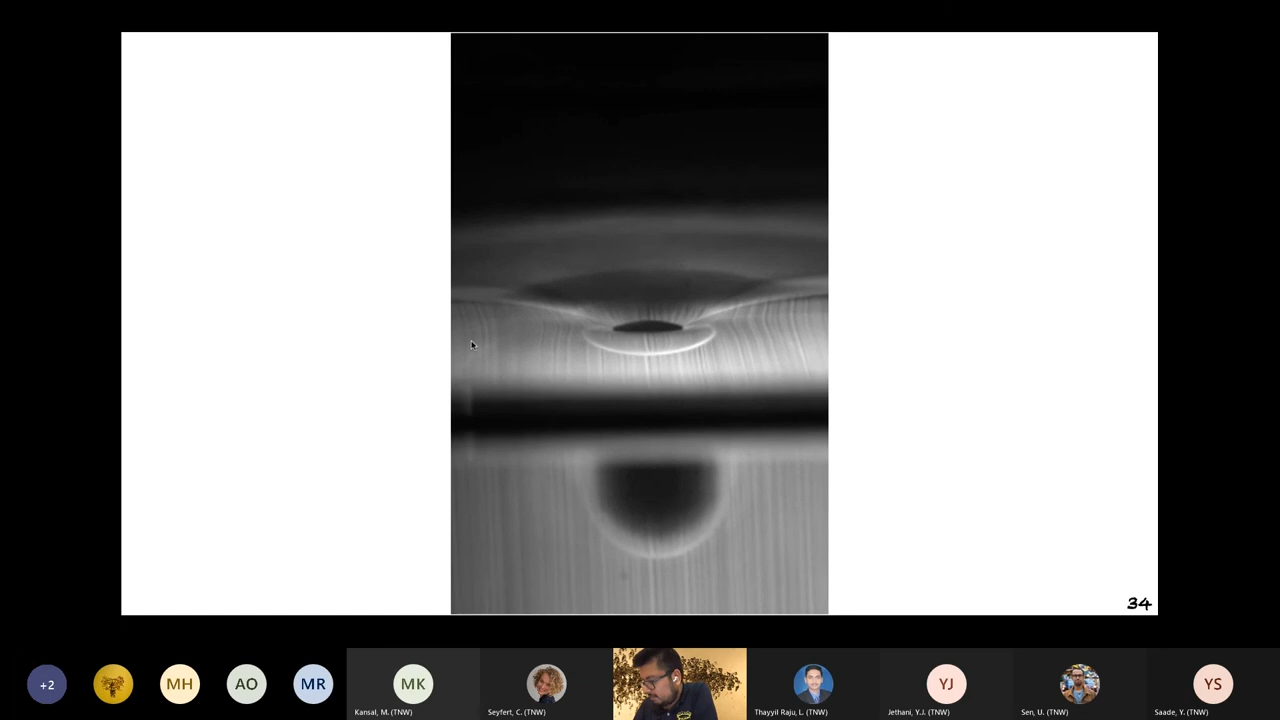 34
+2
MH
AO
MR
MK
Kansal, M. (TNW)
Seyfert, C. (TNW)
Thayyil Raju, L. (TNW)
YJ
Jethani, Y.J. (TNW)
Sen, U. (TNW)
YS
Saade, Y. (TNW)